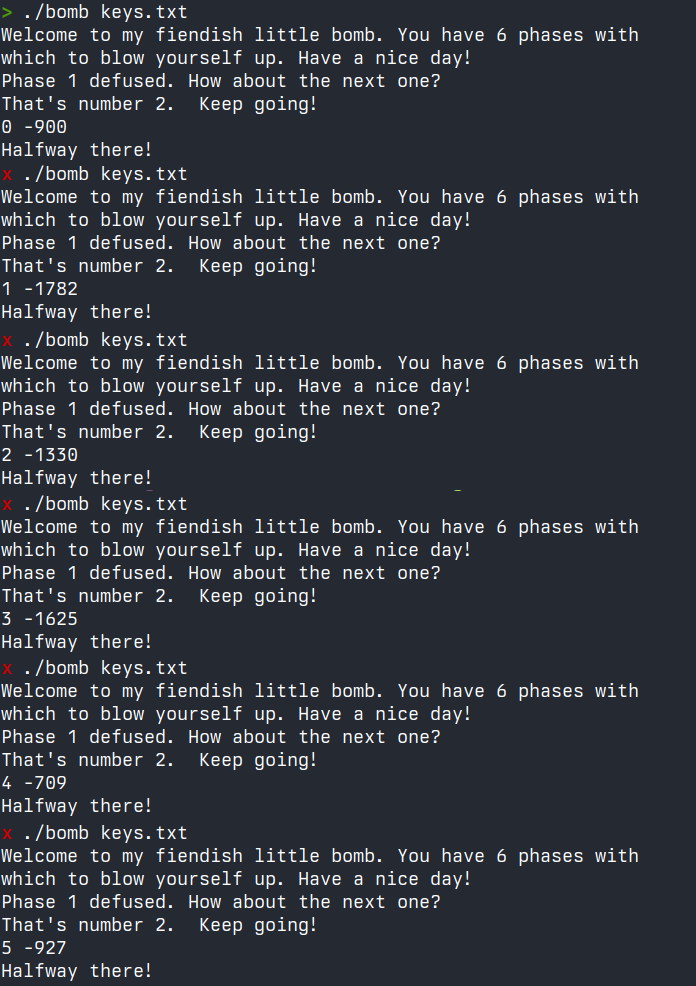 > ./bomb keys.txt
Welcome to my fiendish little bomb. You have 6 phases with
which to blow yourself up. Have a nice day!
Phase 1 defused. How about the next one?
That's number 2.  Keep going!
0 -900
Halfway there!
x ./bomb keys.txt
Welcome to my fiendish little bomb. You have 6 phases with
which to blow yourself up. Have a nice day!
Phase 1 defused. How about the next one?
That's number 2.  Keep going!
1 -1782
Halfway there!
x ./bomb keys.txt
Welcome to my fiendish little bomb. You have 6 phases with
which to blow yourself up. Have a nice day!
Phase 1 defused. How about the next one?
That's number 2.  Keep going!
2 -1330
Halfway there!
x ./bomb keys.txt
Welcome to my fiendish little bomb. You have 6 phases with
which to blow yourself up. Have a nice day!
Phase 1 defused. How about the next one?
That's number 2.  Keep going!
3 -1625
Halfway there!
x ./bomb keys.txt
Welcome to my fiendish little bomb. You have 6 phases with
which to blow yourself up. Have a nice day!
Phase 1 defused. How about the next one?
That's number 2.  Keep going!
4 -709
Halfway there!
x ./bomb keys.txt
Welcome to my fiendish little bomb. You have 6 phases with
which to blow yourself up. Have a nice day!
Phase 1 defused. How about the next one?
That's number 2.  Keep going!
5 -927
Halfway there!